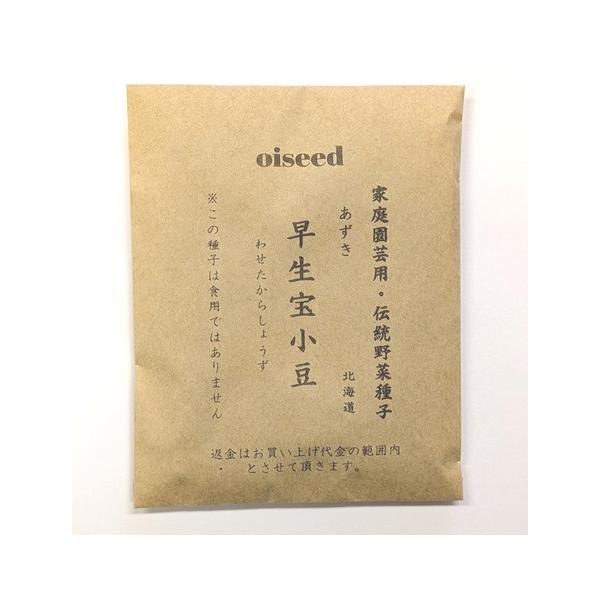 oiseed
家庭園芸用・伝統野菜種子
あずき
北海道
早生宝小豆
わせたからしょうず
※この種子は食用ではありません
返金はお買い上げ代金の範囲内
・ とさせて頂きます。